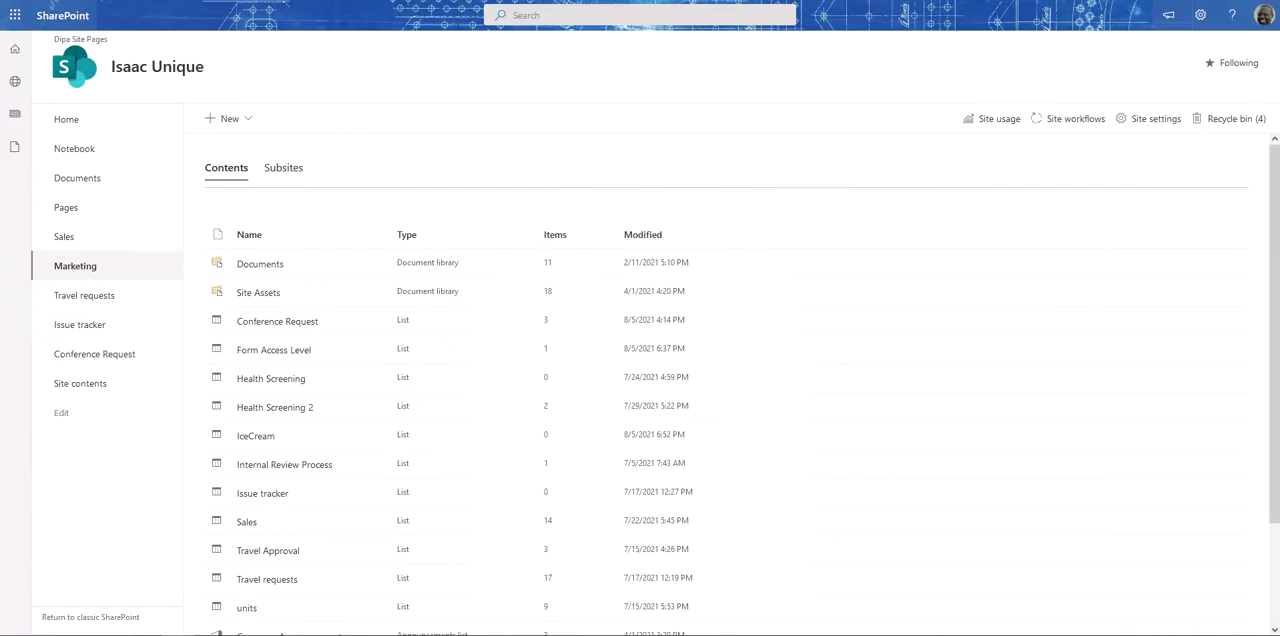 SharePoint
Search
Dipa Site Pages
S
Isaac Unique
Following
Home
Notebook
Documents
Pages
Sales
Marketing
Travel requests
Issue tracker
Conference Request
Site contents
Edit
Return to classic SharePoint
New
Site usage
Site workflows
Site settings
Recycle bin (4)
Contents Subsites
Name Type Items Modified
Documents Document library 11 2/11/2021 5:10 PM
Site Assets Document library 18 4/1/2021 4:20 PM
Conference Request List 3 8/5/2021 4:14 PM
Form Access Level List 1 8/5/2021 6:37 PM
Health Screening List 0 7/24/2021 4:59 PM
Health Screening 2 List 2 7/29/2021 5:22 PM
IceCream List 0 8/5/2021 6:52 PM
Internal Review Process List 1 7/5/2021 7:43 AM
Issue tracker List 0 7/17/2021 12:27 PM
Sales List 14 7/22/2021 5:45 PM
Travel Approval List 3 7/15/2021 4:26 PM
Travel requests List 17 7/17/2021 12:19 PM
units List 9 7/15/2021 5:53 PM